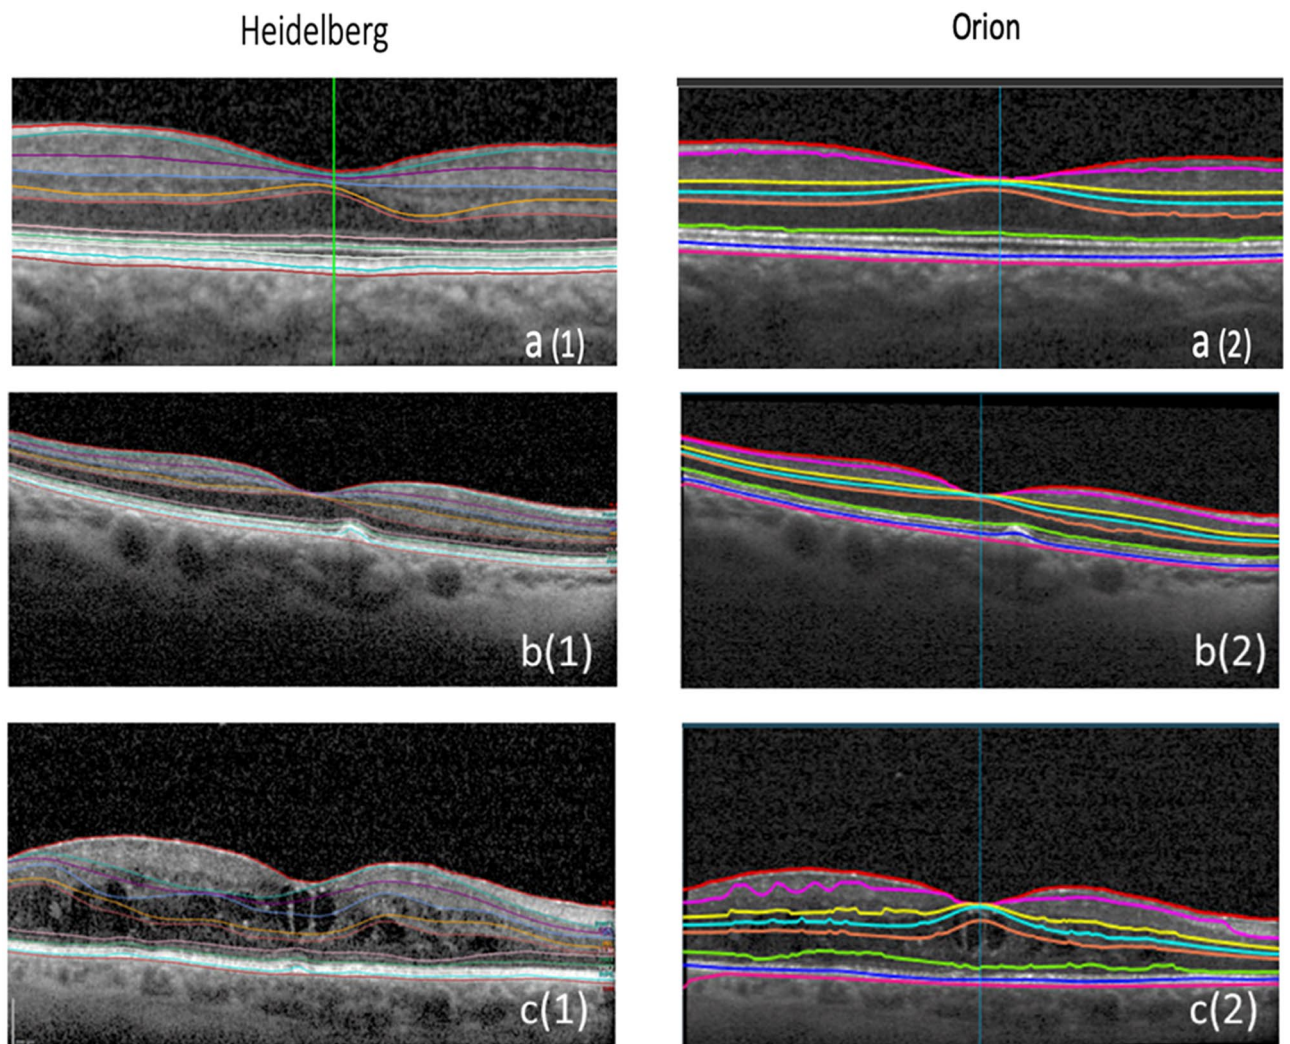 Heidelberg Orion
a (1) a (2)
b(1) b(2)
c(1) c(2)